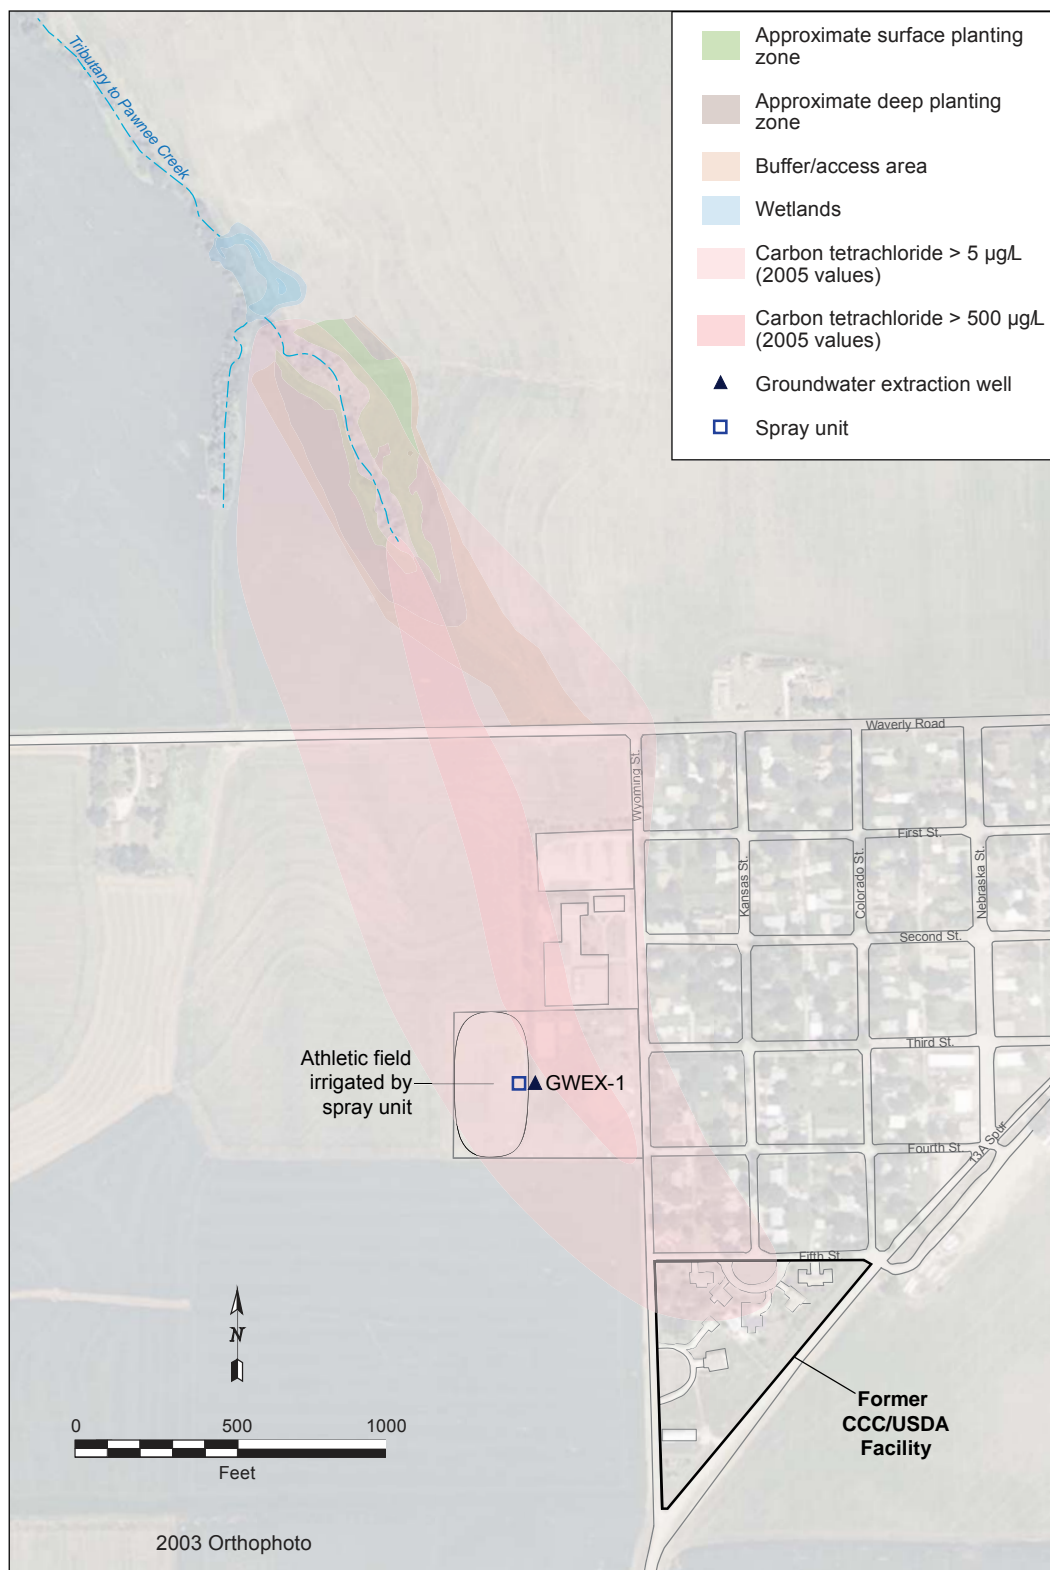 Approximate surface planting
zone
Approximate deep planting
zone
Buffer/access area
Wetlands
Carbon tetrachloride > 5 µg/L
(2005 values)
Carbon tetrachloride > 500 µg/L
(2005 values)
Groundwater extraction well
Spray unit
Tributary to Pawnee Creek
Waverly Road
Wyoming St.
First St.
Kansas St.
Colorado St.
Nebraska St.
Second St.
Third St.
Athletic field
irrigated by
spray unit
GWEX-1
Fourth St.
13A Spur
Fifth St.
N
0 500 1000
Feet
Former
CCC/USDA
Facility
2003 Orthophoto